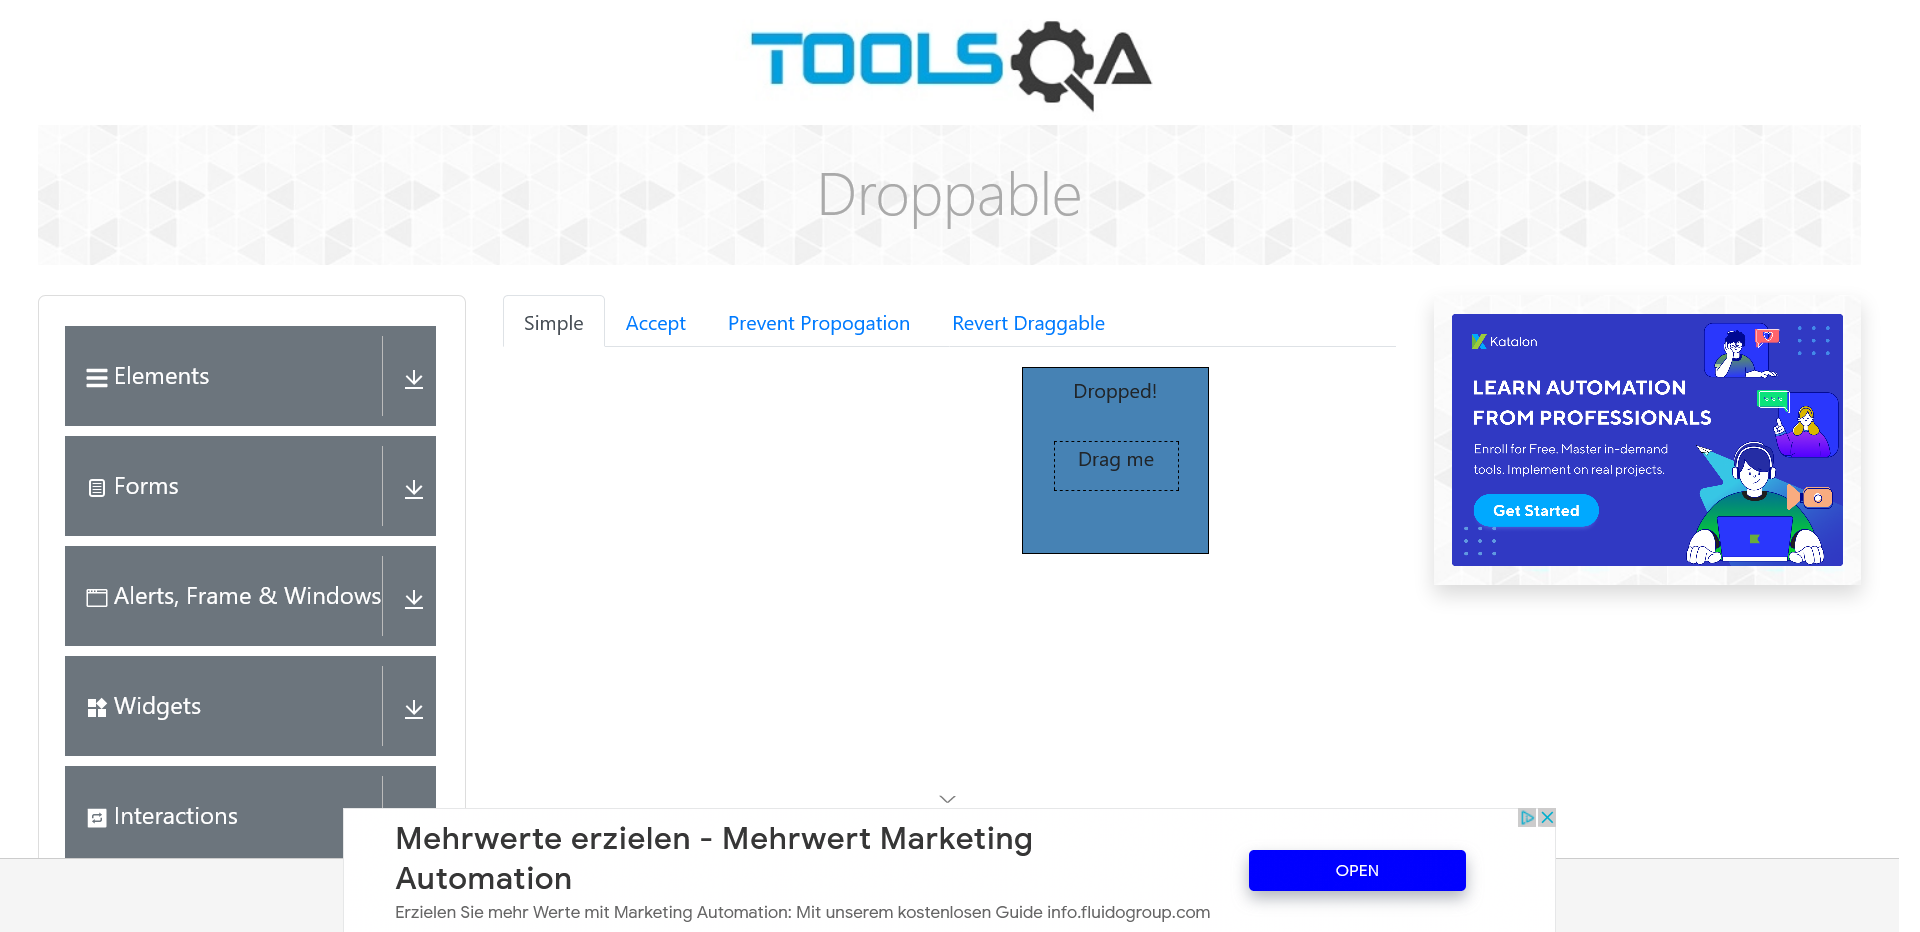 TOOLSQA
Droppable
Elements
Forms
Alerts, Frame & Windows
Widgets
Interactions
Simple
Accept
Prevent Propogation
Revert Draggable
Dropped!
Drag me
Katalon
LEARN AUTOMATION
FROM PROFESSIONALS
Enroll for Free. Master in-demand
tools. Implement on real projects.
Get Started
Mehrwerte erzielen - Mehrwert Marketing
Automation
Erzielen Sie mehr Werte mit Marketing Automation: Mit unserem kostenlosen Guide info.fluidogroup.com
OPEN